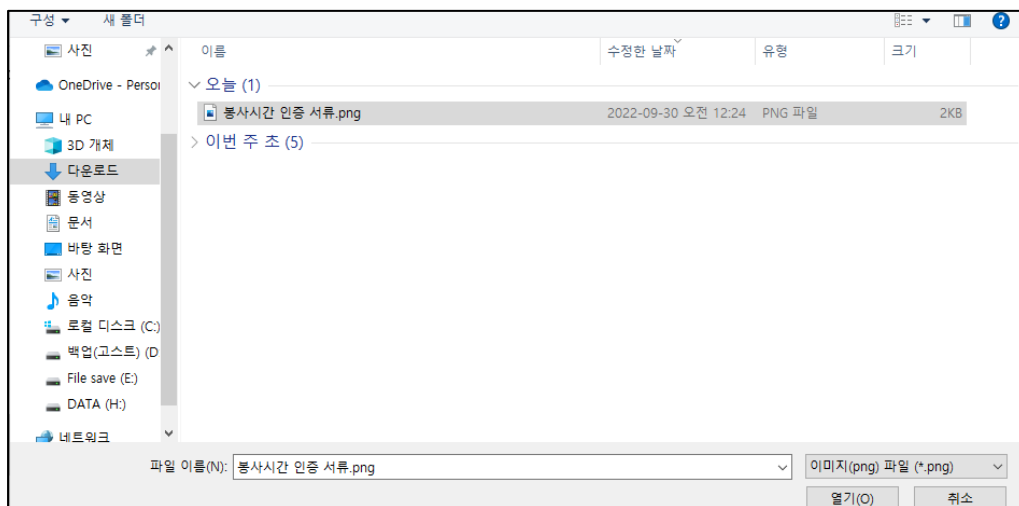 구성 새 폴더
사진
OneDrive - Person
내 PC
3D 개체
다운로드
동영상
문서
바탕 화면
사진
음악
로컬 디스크 (C:)
백업(고스트) (D
File save (E:)
DATA (H:)
네트워크
이름 수정한 날짜 유형 크기
오늘 (1)
봉사시간 인증 서류.png 2022-09-30 오전 12:24 PNG 파일 2KB
이번 주 초 (5)
파일 이름(N): 봉사시간 인증 서류.png 이미지(png) 파일 (*.png)
열기(O) 취소